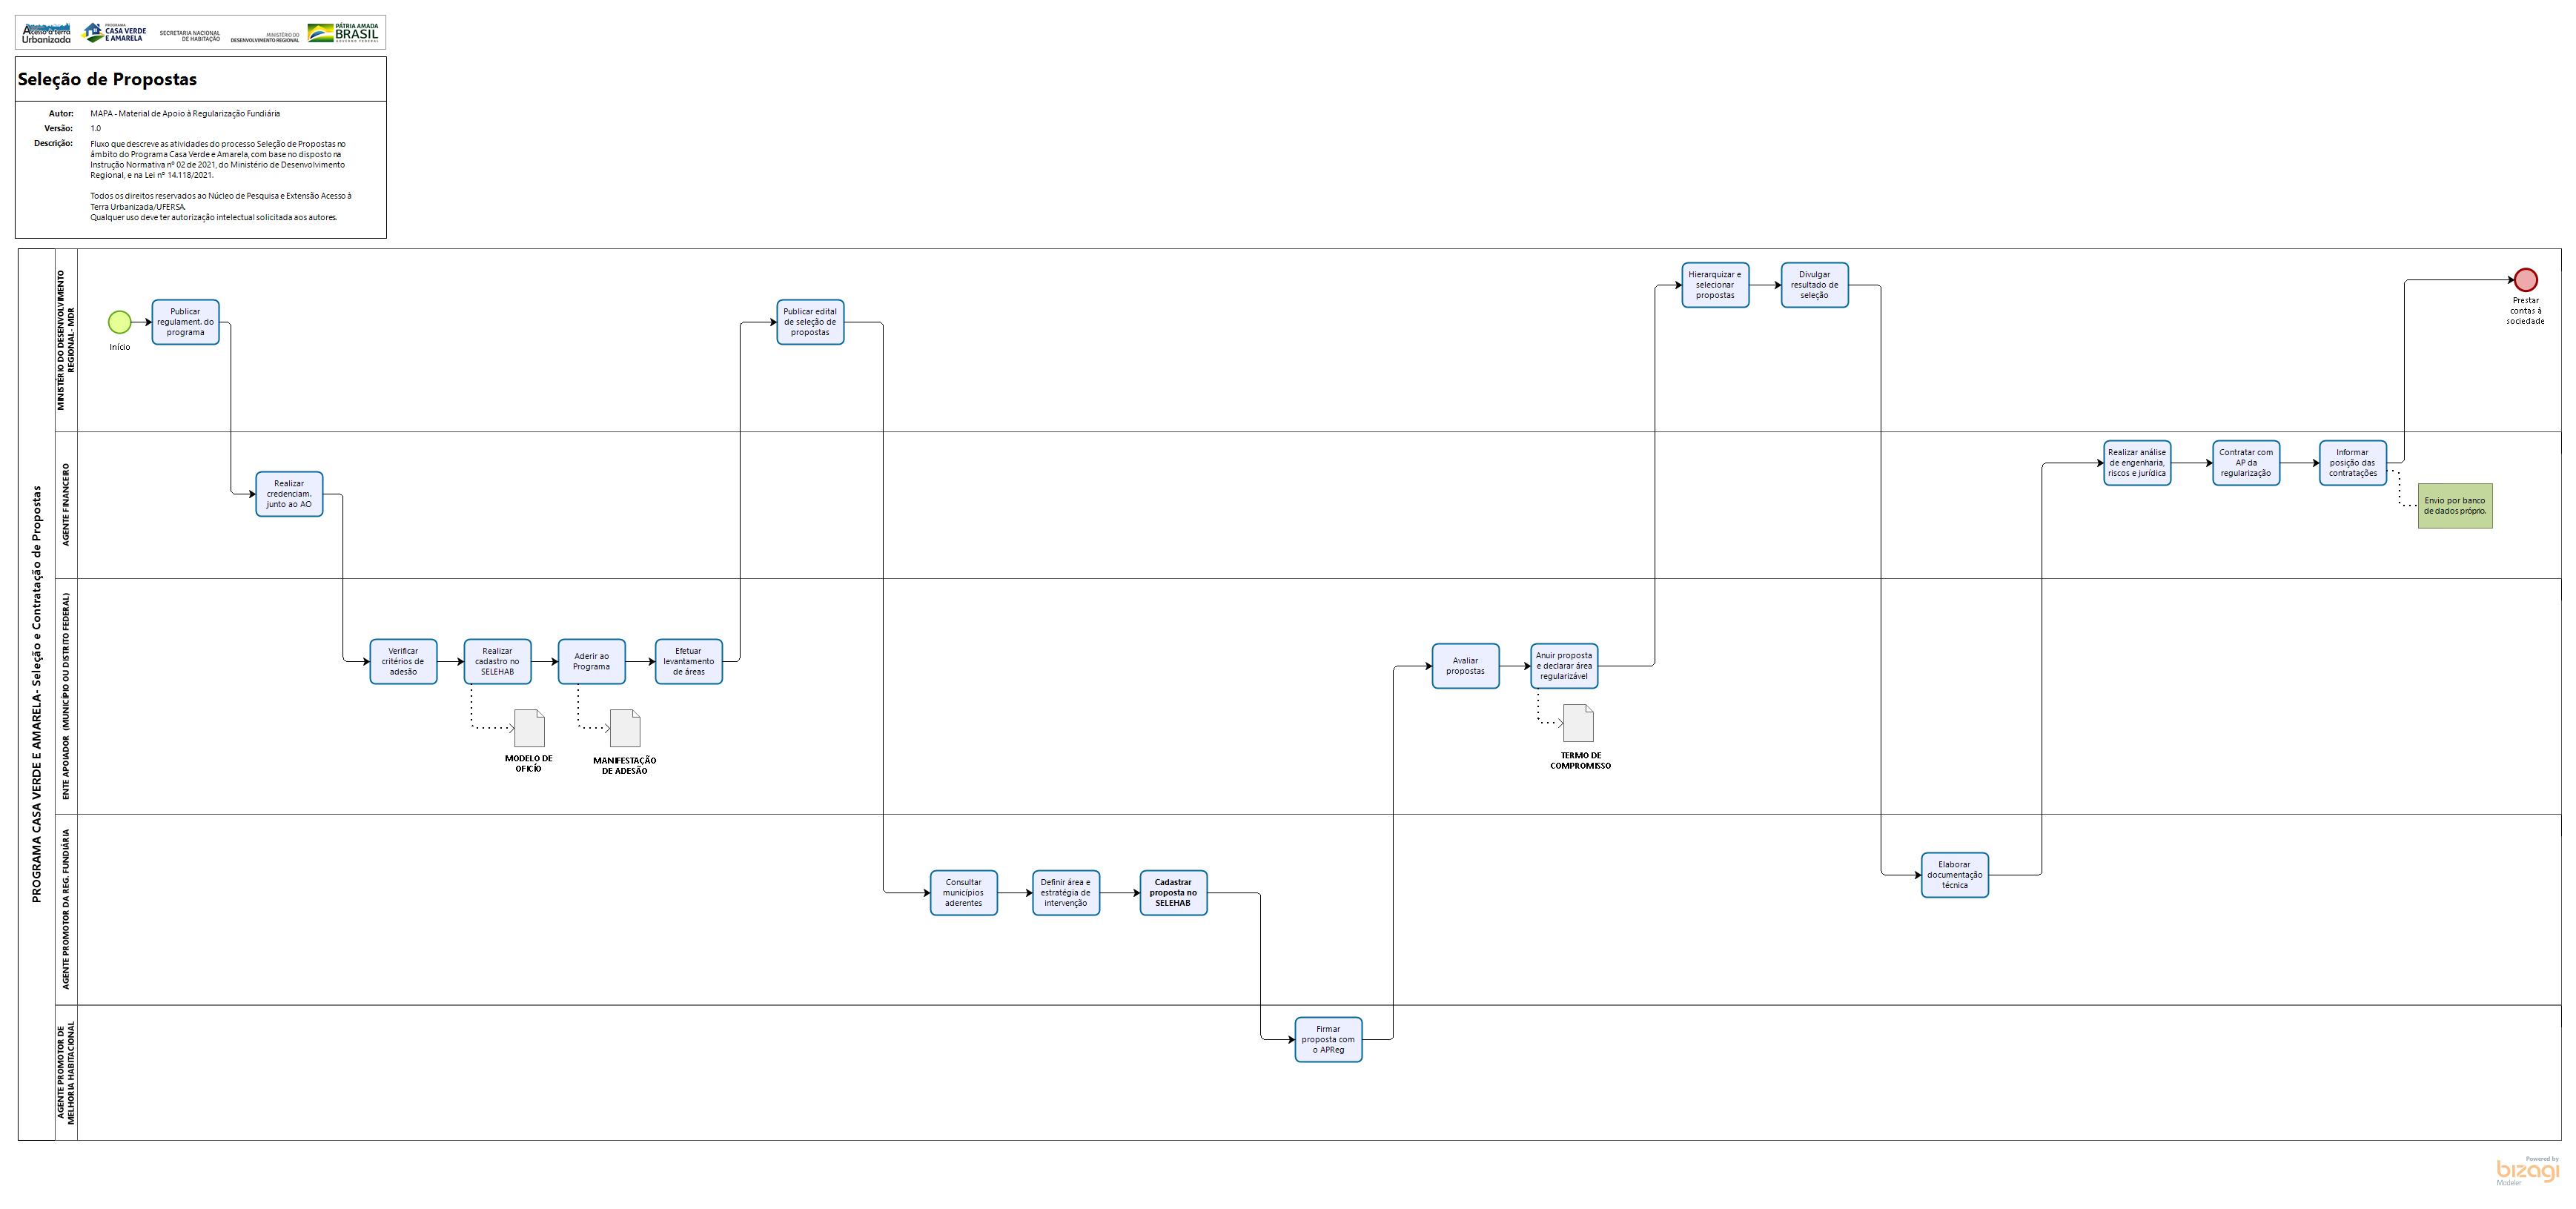 Acesso à terra
Urbanizada
PROGRAMA
CASA VERDE
E AMARELA
SECRETARIA NACIONAL
DE HABITAÇÃO
MINISTÉRIO DO
DESENVOLVIMENTO REGIONAL
PÁTRIA AMADA
BRASIL
GOVERNO FEDERAL
Seleção de Propostas
Autor: MAPA - Material de Apoio à Regularização Fundiária
Versão: 1.0
Descrição: Fluxo que descreve as atividades do processo Seleção de Propostas no
âmbito do Programa Casa Verde e Amarela, com base no disposto na
Instrução Normativa nº 02 de 2021, do Ministério de Desenvolvimento
Regional, e na Lei nº 14.118/2021.
Todos os direitos reservados ao Núcleo de Pesquisa e Extensão Acesso à
Terra Urbanizada/UFERSA.
Qualquer uso deve ter autorização intelectual solicitada aos autores.
PROGRAMA CASA VERDE E AMARELA- Seleção e Contratação de Propostas
MINISTÉRIO DO DESENVOLVIMENTO
REGIONAL- MDR
Início
Publicar
regulament. do
programa
Publicar edital
de seleção de
propostas
Hierarquizar e
selecionar
propostas
Divulgar
resultado de
seleção
Prestar
contas à
sociedade
AGENTE FINANCEIRO
Realizar
credenciam.
junto ao AO
Realizar análise
de engenharia,
riscos e jurídica
Contratar com
AP da
regularização
Informar
posição das
contratações
Envio por banco
de dados próprio.
ENTE APOIADOR (MUNICÍPIO OU DISTRITO FEDERAL)
Verificar
critérios de
adesão
Realizar
cadastro no
SELEHAB
Aderir ao
Programa
Efetuar
levantamento
de áreas
MODELO DE
OFICÍO
MANIFESTAÇÃO
DE ADESÃO
Avaliar
propostas
Anuir proposta
e declarar área
regularizável
TERMO DE
COMPROMISSO
AGENTE PROMOTOR DA REG. FUNDIÁRIA
Consultar
municípios
aderentes
Definir área e
estratégia de
intervenção
Cadastrar
proposta no
SELEHAB
Elaborar
documentação
técnica
AGENTE PROMOTOR DE
MELHORIA HABITACIONAL
Firmar
proposta com
o APReg
Powered by
bizagi
Modeler